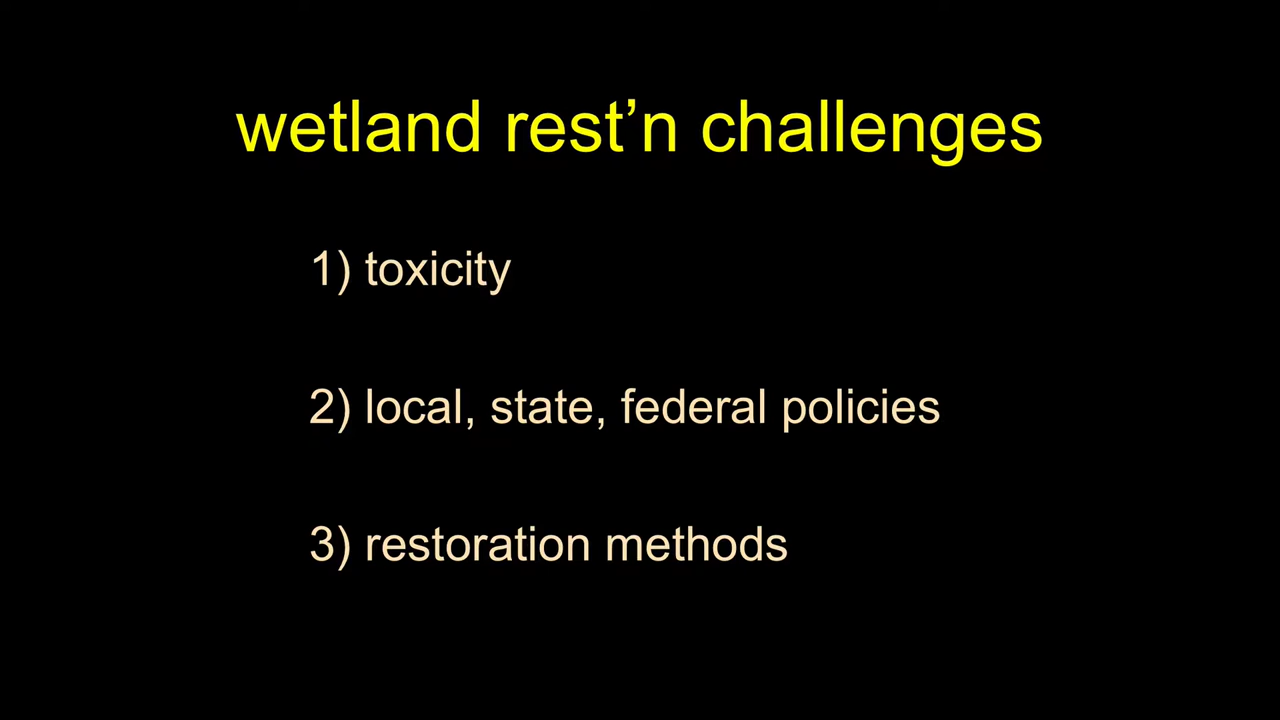 wetland rest’n challenges
1) toxicity
2) local, state, federal policies
3) restoration methods